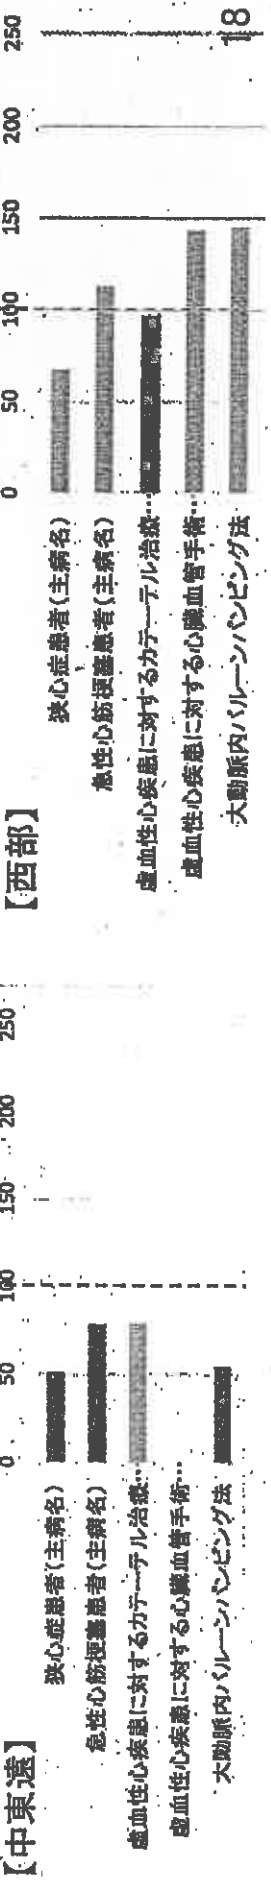 【中東遠】
0 50 100 150 200 250
狭心症患者(主病名)
急性心筋梗塞患者(主病名)
虚血性心疾患に対するカテーテル治療…
虚血性心疾患に対する心臓血管手術…
大動脈内バルーンパンピング法
【西部】
0 50 100 150 200 250
狭心症患者(主病名)
急性心筋梗塞患者(主病名)
虚血性心疾患に対するカテーテル治療…
虚血性心疾患に対する心臓血管手術…
大動脈内バルーンパンピング法
18